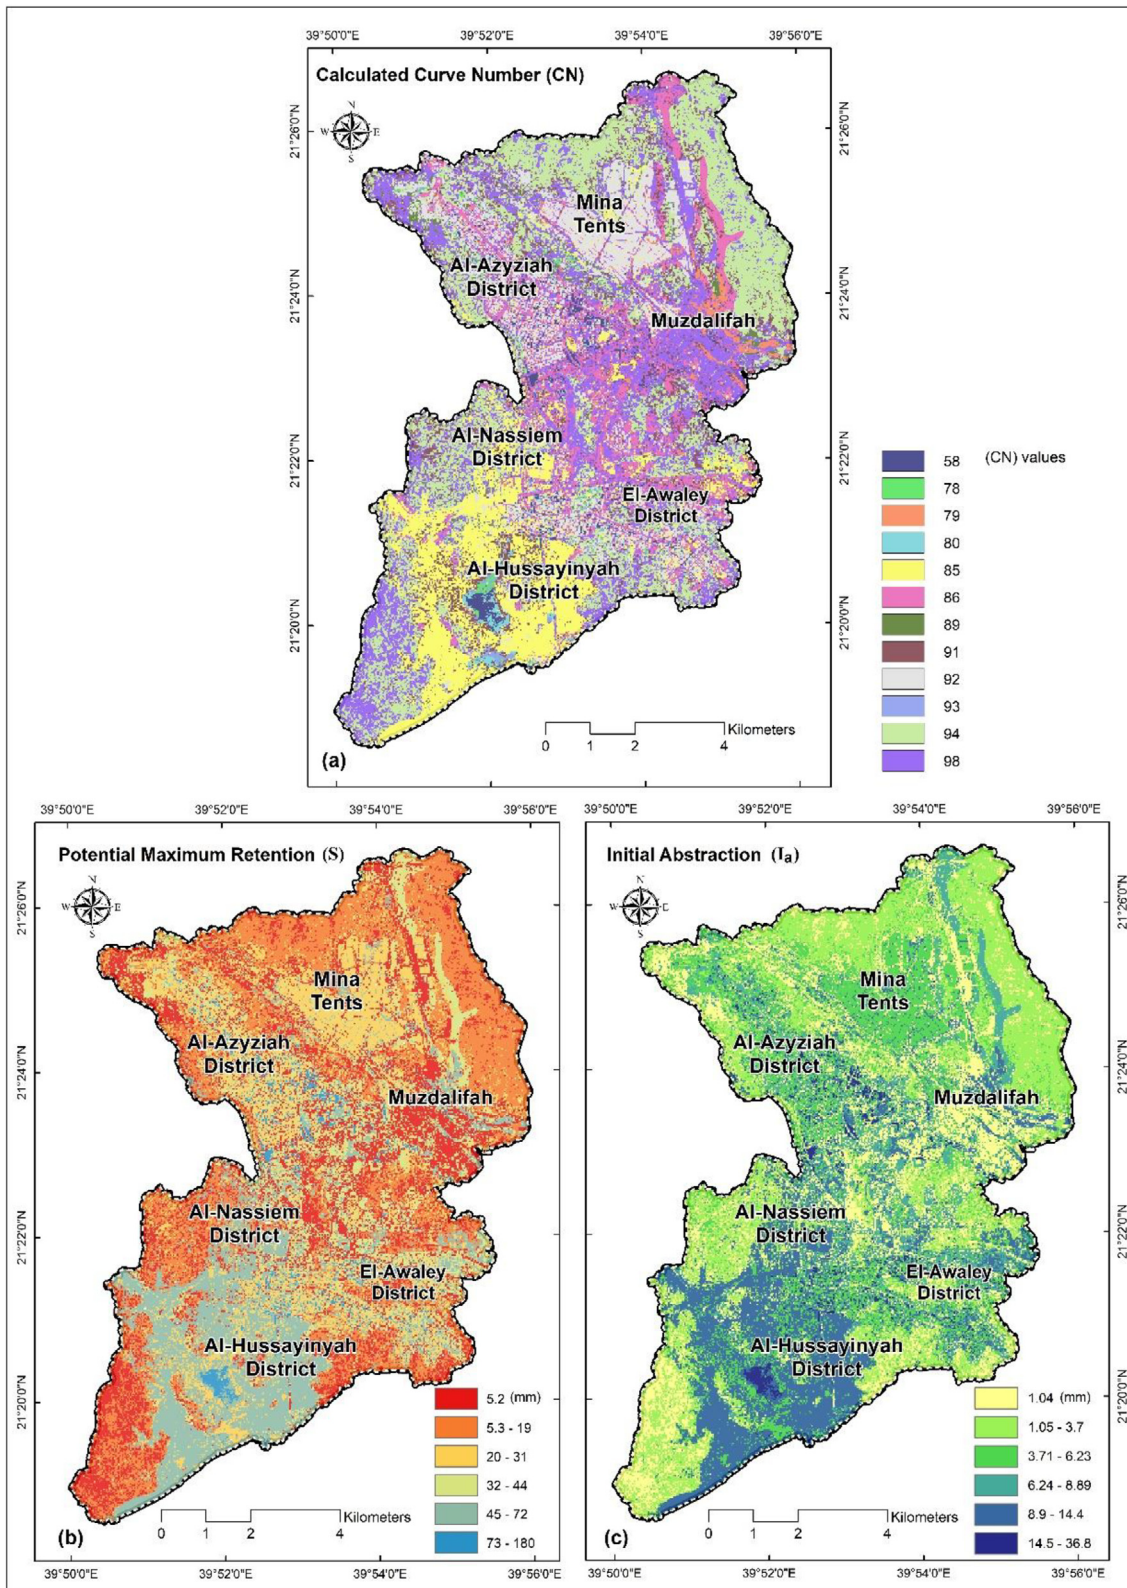 39°50'0"E
39°52'0"E
39°54'0"E
39°56'0"E
Calculated Curve Number (CN)
N
W
E
S
21°26'0"N
21°26'0"N
Mina
Tents
Al-Azyziah
District
21°24'0"N
21°24'0"N
Muzdalifah
Al-Nassiem
District
21°22'0"N
21°22'0"N
El-Awaley
District
Al-Hussayinyah
District
21°20'0"N
21°20'0"N
Kilometers
0 1 2 4
(a)
58 (CN) values
78
79
80
85
86
89
91
92
93
94
98
39°50'0"E
39°52'0"E
39°54'0"E
39°56'0"E
Potential Maximum Retention (S)
N
W
E
S
21°26'0"N
Mina
Tents
Al-Azyziah
District
21°24'0"N
Muzdalifah
Al-Nassiem
District
21°22'0"N
El-Awaley
District
Al-Hussayinyah
District
21°20'0"N
5.2 (mm)
5.3 - 19
20 - 31
32 - 44
45 - 72
73 - 180
Kilometers
0 1 2 4
(b)
39°50'0"E
39°52'0"E
39°54'0"E
39°56'0"E
39°50'0"E
39°52'0"E
39°54'0"E
39°56'0"E
Initial Abstraction (Ia)
N
W
E
S
21°26'0"N
21°26'0"N
Mina
Tents
Al-Azyziah
District
21°24'0"N
21°24'0"N
Muzdalifah
Al-Nassiem
District
21°22'0"N
21°22'0"N
El-Awaley
District
Al-Hussayinyah
District
21°20'0"N
21°20'0"N
1.04 (mm)
1.05 - 3.7
3.71 - 6.23
6.24 - 8.89
8.9 - 14.4
14.5 - 36.8
Kilometers
0 1 2 4
(c)
39°52'0"E
39°54'0"E
39°56'0"E